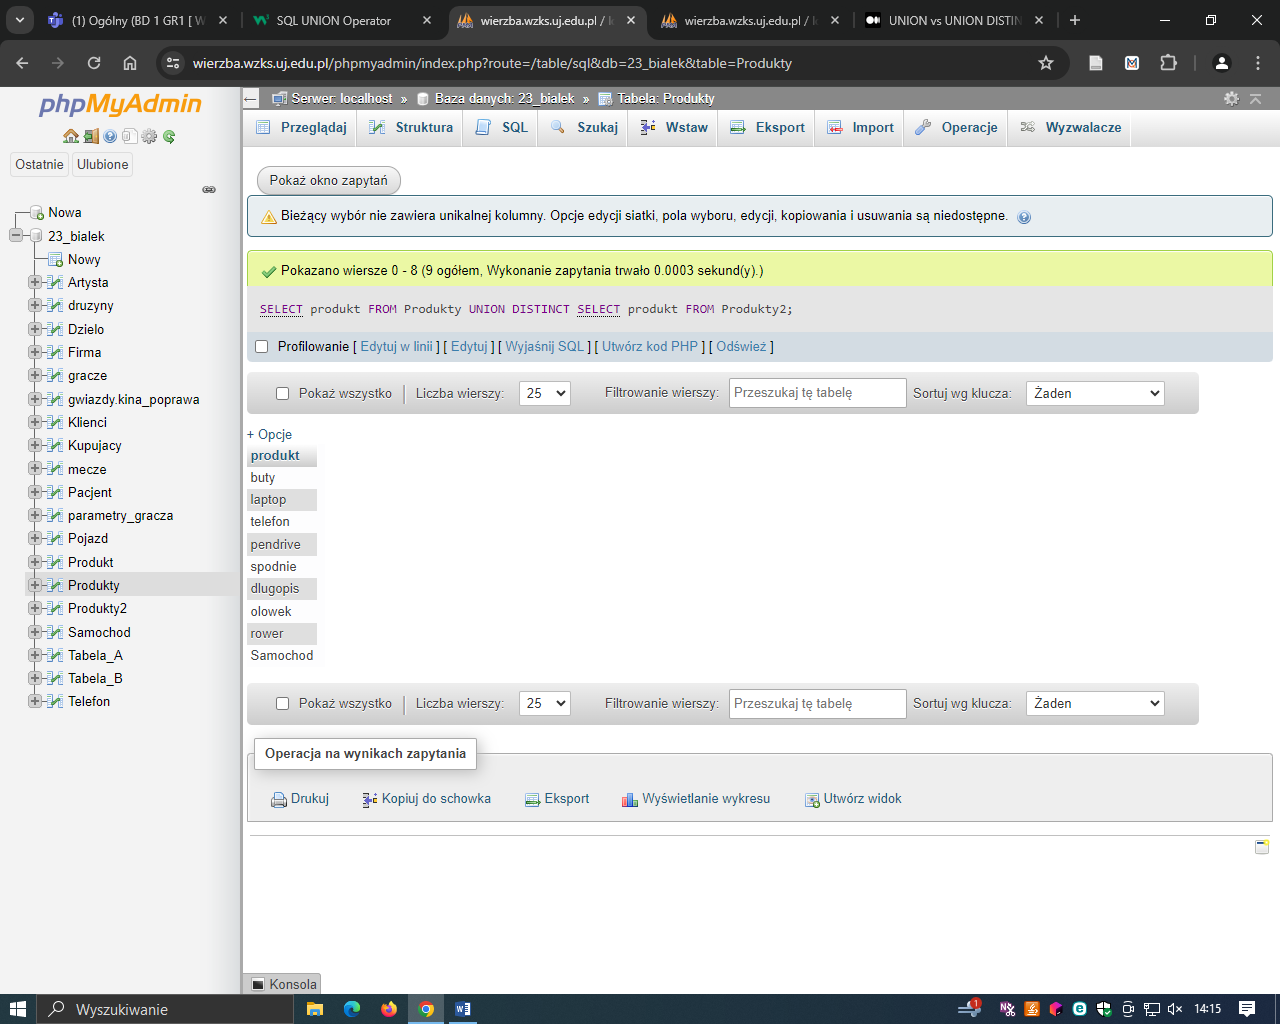 (1) Ogólny (BD 1 GR1 [ W
SQL UNION Operator
wierzba.wzks.uj.edu.pl /
wierzba.wzks.uj.edu.pl /
UNION vs UNION DISTIN
wierzba.wzks.uj.edu.pl/phpmyadmin/index.php?route=/table/sql&db=23_bialek&table=Produkty
phpMyAdmin
Ostatnie Ulubione
Nowa
23_bialek
Nowy
Artysta
druzyny
Dzielo
Firma
gracze
gwiazdy.kina_poprawa
Klienci
Kupujacy
mecze
Pacjent
parametry_gracza
Pojazd
Produkt
Produkty
Produkty2
Samochod
Tabela_A
Tabela_B
Telefon
Serwer: localhost » Baza danych: 23_bialek » Tabela: Produkty
Przeglądaj Struktura SQL Szukaj Wstaw Eksport Import Operacje Wyzwalacze
Pokaż okno zapytań
Bieżący wybór nie zawiera unikalnej kolumny. Opcje edycji siatki, pola wyboru, edycji, kopiowania i usuwania są niedostępne.
Pokazano wiersze 0 - 8 (9 ogółem, Wykonanie zapytania trwało 0.0003 sekund(y).)
SELECT produkt FROM Produkty UNION DISTINCT SELECT produkt FROM Produkty2;
Profilowanie [ Edytuj w linii ] [ Edytuj ] [ Wyjaśnij SQL ] [ Utwórz kod PHP ] [ Odśwież ]
Pokaż wszystko Liczba wierszy: 25 Filtrowanie wierszy: Przeszukaj tę tabelę Sortuj wg klucza: Żaden
+ Opcje
produkt
buty
laptop
telefon
pendrive
spodnie
dlugopis
olowek
rower
Samochod
Pokaż wszystko Liczba wierszy: 25 Filtrowanie wierszy: Przeszukaj tę tabelę Sortuj wg klucza: Żaden
Operacja na wynikach zapytania
Drukuj Kopiuj do schowka Eksport Wyświetlanie wykresu Utwórz widok
Konsola
Wyszukiwanie
1
14:15